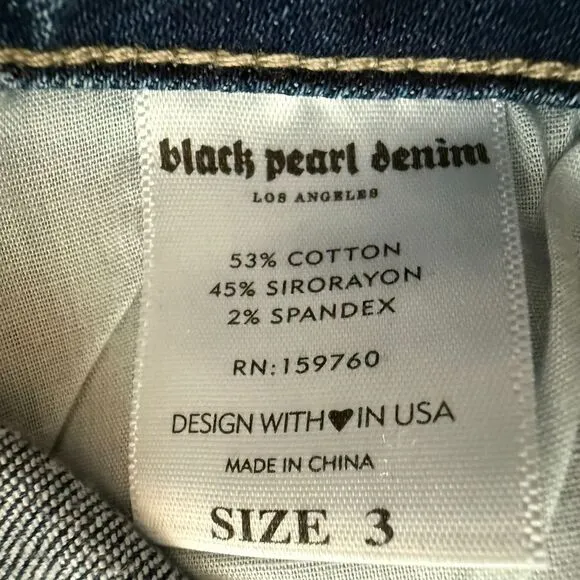 black pearl denim
LOS ANGELES
53% COTTON
45% SIRORAYON
2% SPANDEX
RN:159760
DESIGN WITH♥IN USA
MADE IN CHINA
SIZE 3